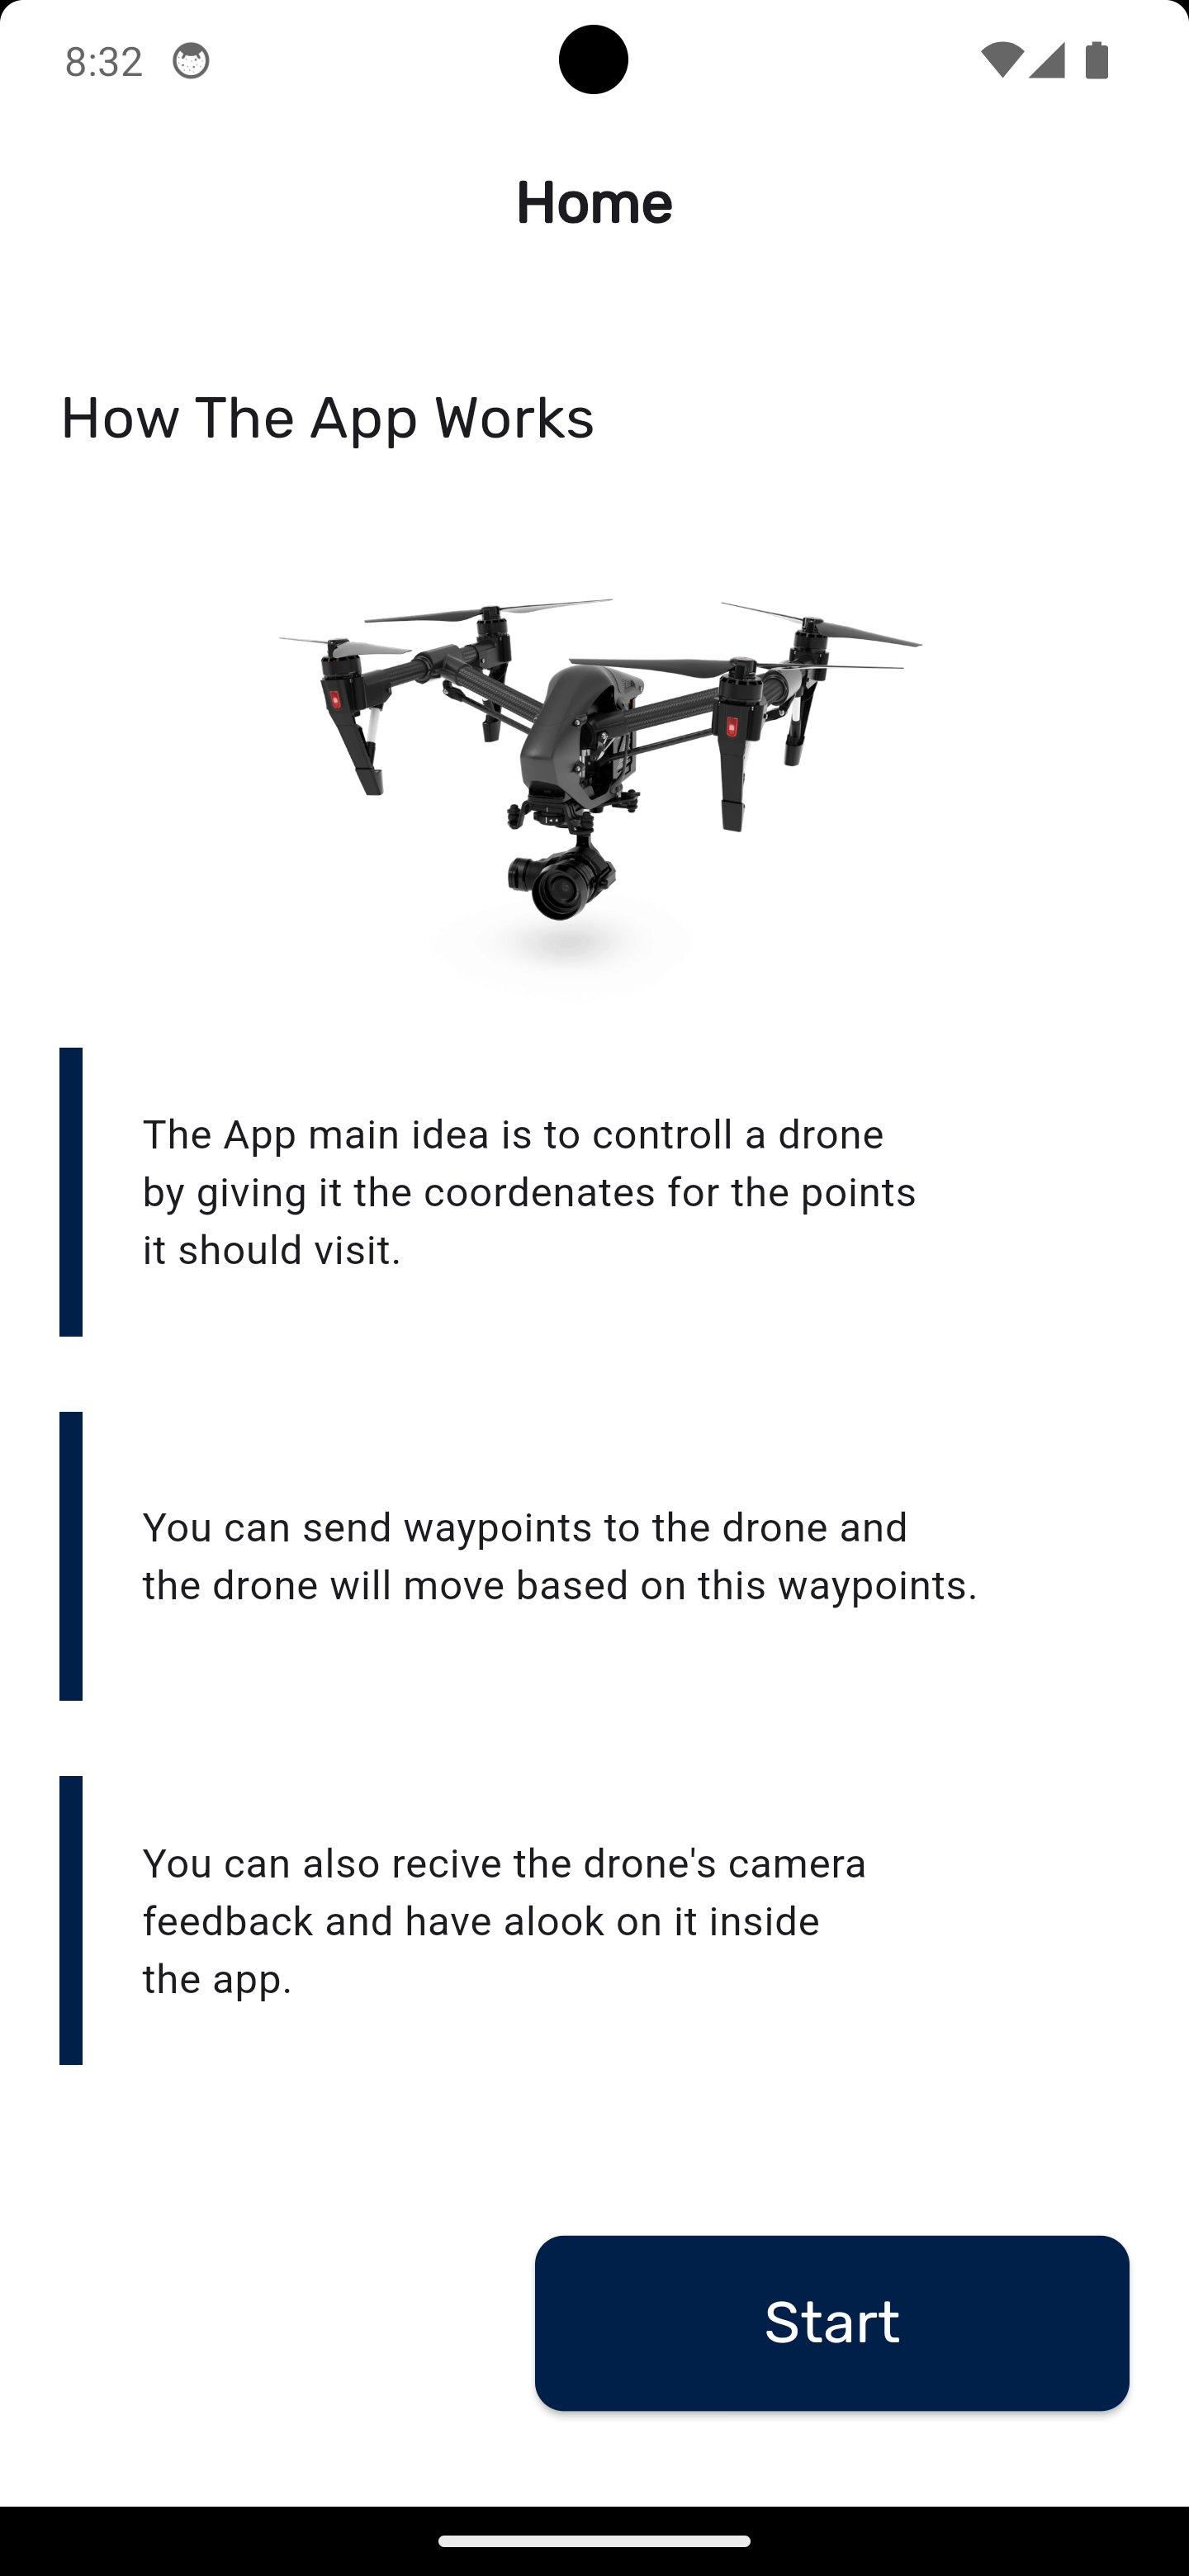 8:32
Home
How The App Works
The App main idea is to controll a drone
by giving it the coordenates for the points
it should visit.
You can send waypoints to the drone and
the drone will move based on this waypoints.
You can also recive the drone's camera
feedback and have alook on it inside
the app.
Start